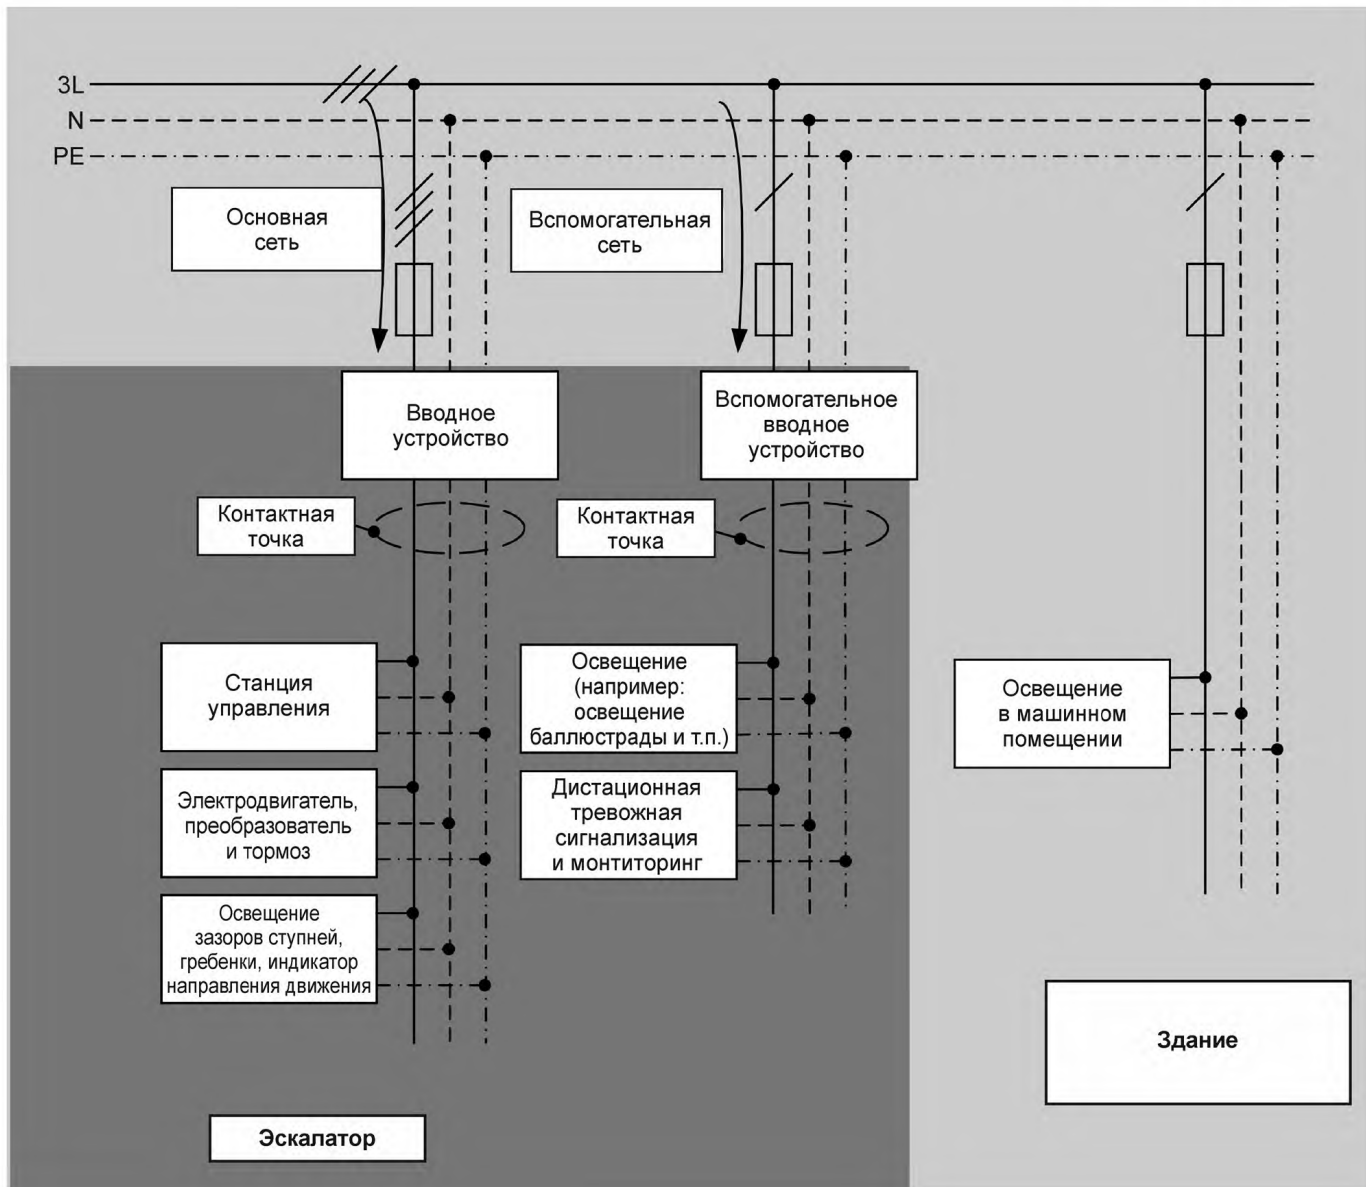 3L
N
PE
Основная
сеть
Вспомогательная
сеть
Вводное
устройство
Вспомогательное
вводное
устройство
Контактная
точка
Контактная
точка
Станция
управления
Освещение
(например:
освещение
баллюстрады и т.п.)
Освещение
в машинном
помещении
Электродвигатель,
преобразователь
и тормоз
Дистационная
тревожная
сигнализация
и монтиторинг
Освещение
зазоров ступней,
гребенки, индикатор
направления движения
Здание
Эскалатор